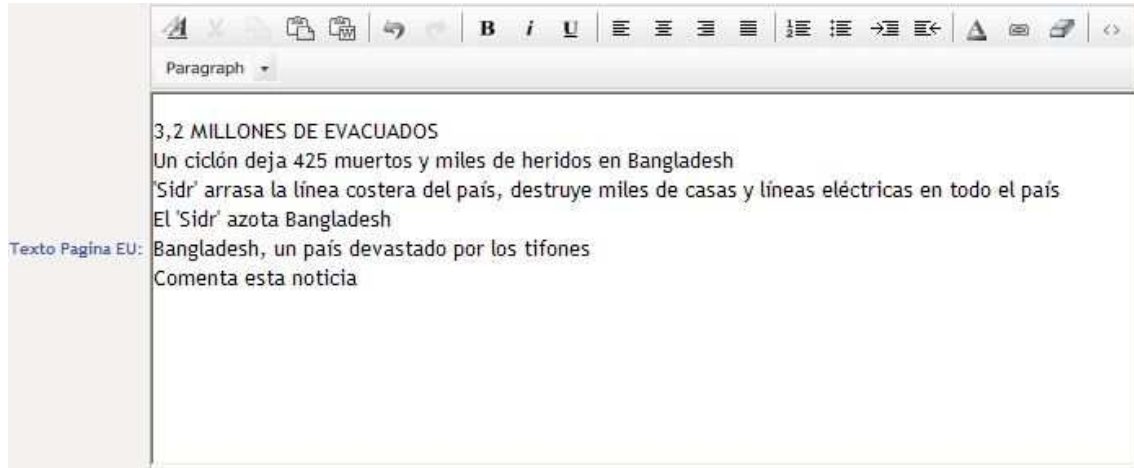 B i U
Paragraph
3,2 MILLONES DE EVACUADOS
Un ciclón deja 425 muertos y miles de heridos en Bangladesh
'Sidr' arrasa la línea costera del país, destruye miles de casas y líneas eléctricas en todo el país
El 'Sidr' azota Bangladesh
Texto Pagina EU: Bangladesh, un país devastado por los tifones
Comenta esta noticia